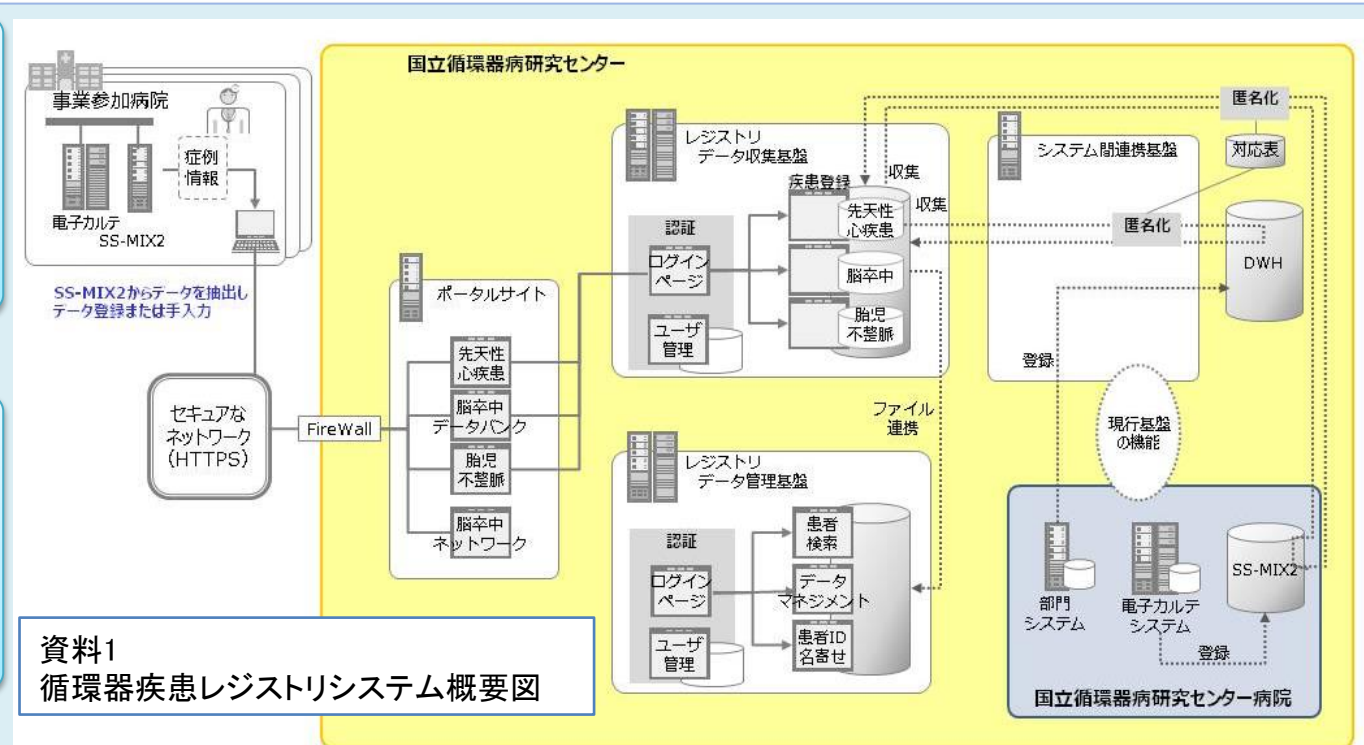 国立循環器病研究センター
事業参加病院
症例
情報
電子カルテ
SS-MIX2
SS-MIX2からデータを抽出し
データ登録または手入力
セキュアな
ネットワーク
(HTTPS)
FireWall
ポータルサイト
先天性
心疾患
脳卒中
データバンク
胎児
不整脈
脳卒中
ネットワーク
レジストリ
データ収集基盤
疾患登録
認証
ログイン
ページ
ユーザ
管理
先天性
心疾患
脳卒中
胎児
不整脈
収集
収集
ファイル
連携
レジストリ
データ管理基盤
認証
ログイン
ページ
ユーザ
管理
患者
検索
データ
マネジメント
患者ID
名寄せ
システム間連携基盤
匿名化
対応表
匿名化
DWH
登録
現行基盤
の機能
部門
システム
電子カルテ
システム
SS-MIX2
登録
国立循環器病研究センター病院
資料1
循環器疾患レジストリシステム概要図